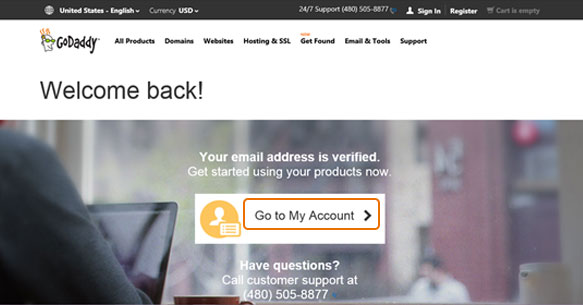 United States - English Currency USD 24/7 Support (480) 505-8877 Sign In Register Cart is empty
NEW
GoDaddy™ All Products Domains Websites Hosting & SSL Get Found Email & Tools Support
Welcome back!
Your email address is verified.
Get started using your products now.
Go to My Account
Have questions?
Call customer support at
(480) 505-8877